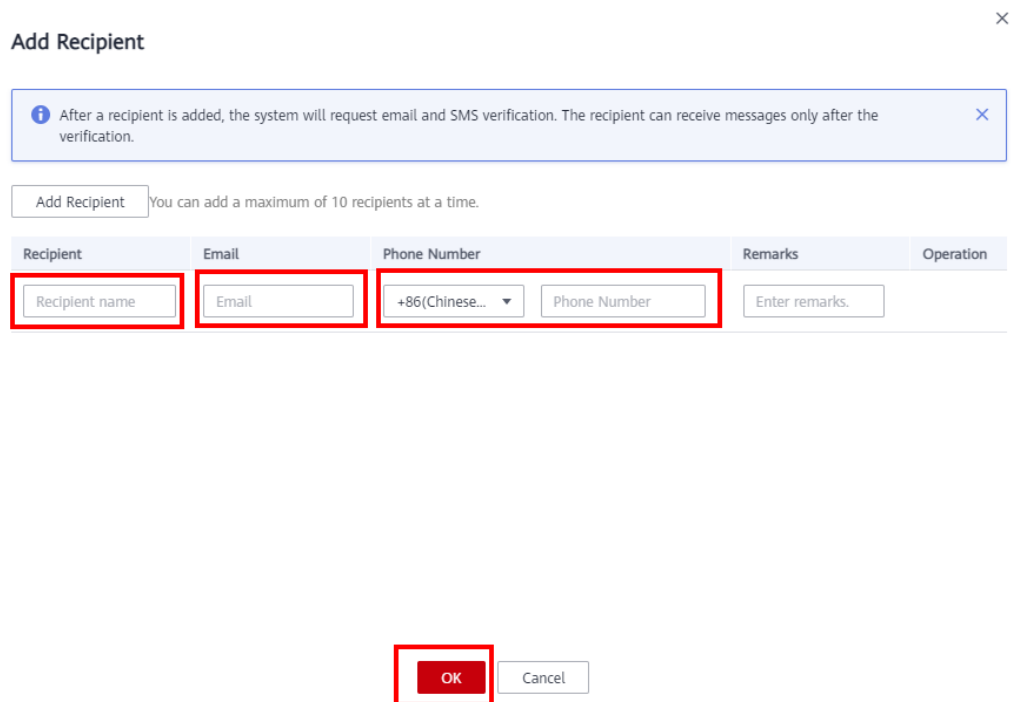 Add Recipient
After a recipient is added, the system will request email and SMS verification. The recipient can receive messages only after the
verification.
Add Recipient You can add a maximum of 10 recipients at a time.
Recipient Email Phone Number Remarks Operation
Recipient name Email +86(Chinese... Phone Number Enter remarks.
OK Cancel